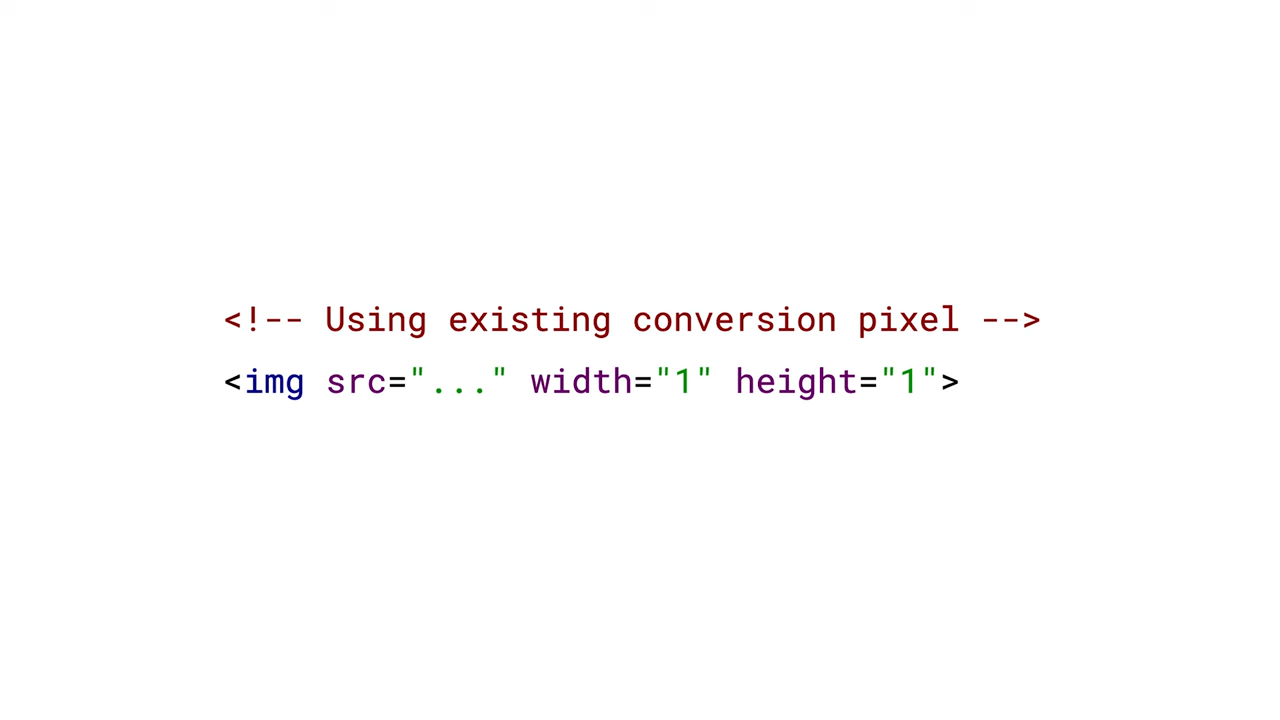 <!-- Using existing conversion pixel -->
<img src="..." width="1" height="1">